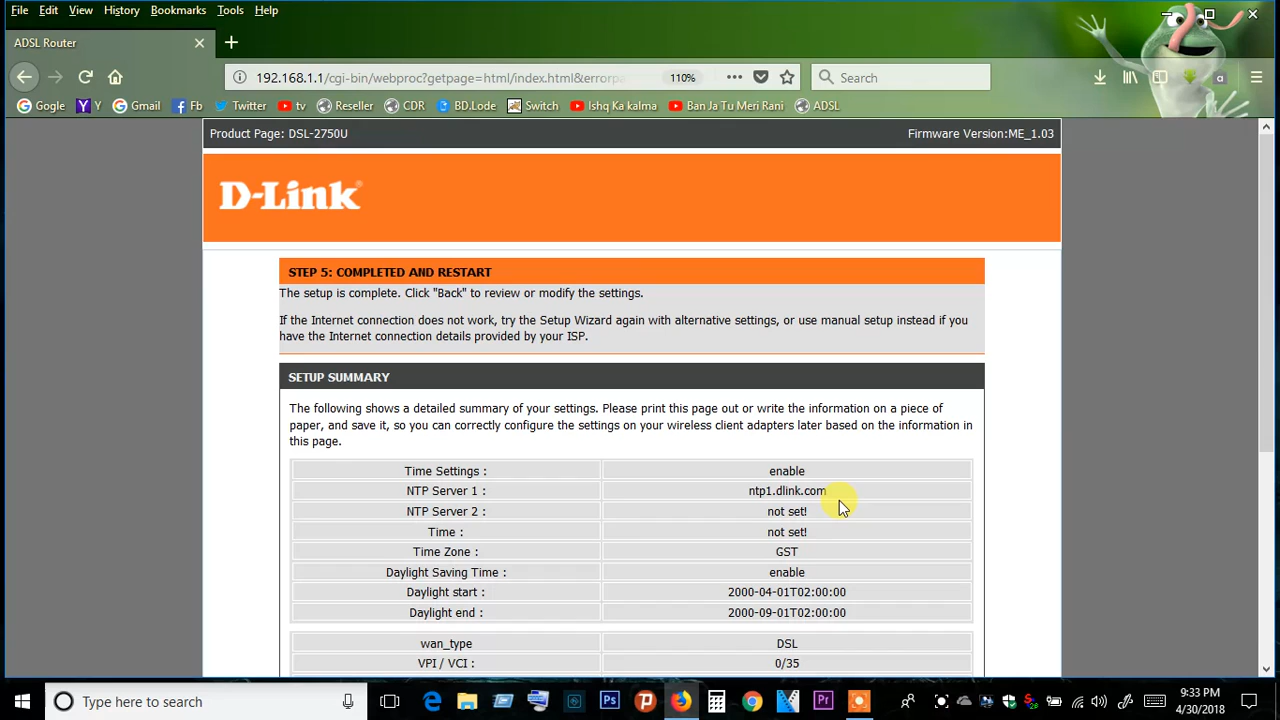 File Edit View History Bookmarks Tools Help
ADSL Router
192.168.1.1/cgi-bin/webproc?getpage=html/index.html&errorpa 110% Search
Gogle Y Gmail Fb Twitter tv Reseller CDR BD.Lode Switch Ishq Ka kalma Ban Ja Tu Meri Rani ADSL
Product Page: DSL-2750U Firmware Version:ME_1.03
D-Link
STEP 5: COMPLETED AND RESTART
The setup is complete. Click "Back" to review or modify the settings.
If the Internet connection does not work, try the Setup Wizard again with alternative settings, or use manual setup instead if you
have the Internet connection details provided by your ISP.
SETUP SUMMARY
The following shows a detailed summary of your settings. Please print this page out or write the information on a piece of
paper, and save it, so you can correctly configure the settings on your wireless client adapters later based on the information in
this page.
Time Settings : enable
NTP Server 1 : ntp1.dlink.com
NTP Server 2 : not set!
Time : not set!
Time Zone : GST
Daylight Saving Time : enable
Daylight start : 2000-04-01T02:00:00
Daylight end : 2000-09-01T02:00:00
wan_type DSL
VPI / VCI : 0/35
Type here to search
9:33 PM
4/30/2018